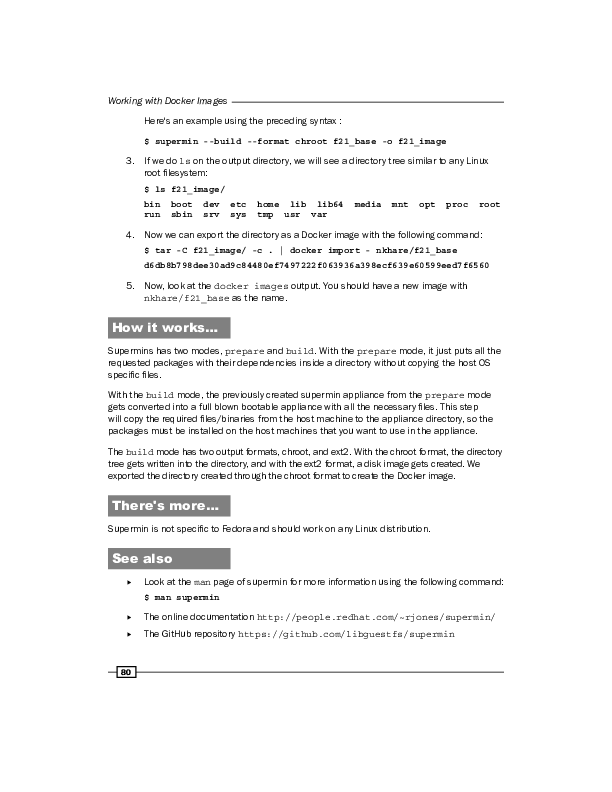 Working with Docker Images
Here's an example using the preceding syntax :
$ supermin --build --format chroot f21_base -o f21_image
3. If we do ls on the output directory, we will see a directory tree similar to any Linux
root filesystem:
$ ls f21_image/
bin boot dev etc home lib lib64 media mnt opt proc root
run sbin srv sys tmp usr var
4. Now we can export the directory as a Docker image with the following command:
$ tar -C f21_image/ -c . | docker import - nkhare/f21_base
d6db8b798dee30ad9c84480ef7497222f063936a398ecf639e60599eed7f6560
5. Now, look at the docker images output. You should have a new image with
nkhare/f21_base as the name.
How it works...
Supermins has two modes, prepare and build. With the prepare mode, it just puts all the
requested packages with their dependencies inside a directory without copying the host OS
specific files.
With the build mode, the previously created supermin appliance from the prepare mode
gets converted into a full blown bootable appliance with all the necessary files. This step
will copy the required files/binaries from the host machine to the appliance directory, so the
packages must be installed on the host machines that you want to use in the appliance.
The build mode has two output formats, chroot, and ext2. With the chroot format, the directory
tree gets written into the directory, and with the ext2 format, a disk image gets created. We
exported the directory created through the chroot format to create the Docker image.
There's more...
Supermin is not specific to Fedora and should work on any Linux distribution.
See also
▸ Look at the man page of supermin for more information using the following command:
$ man supermin
▸ The online documentation http://people.redhat.com/~rjones/supermin/
▸ The GitHub repository https://github.com/libguestfs/supermin
80